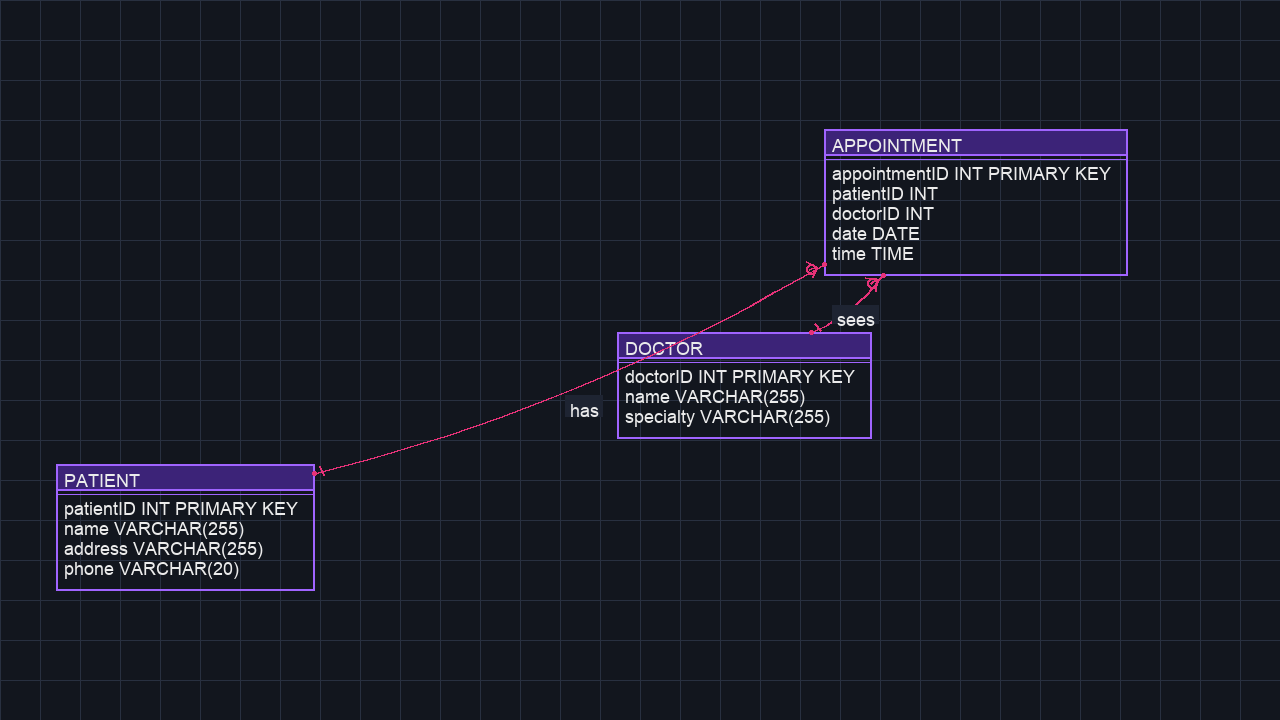 APPOINTMENT
appointmentID INT PRIMARY KEY
patientID INT
doctorID INT
date DATE
time TIME
sees
DOCTOR
doctorID INT PRIMARY KEY
name VARCHAR(255)
specialty VARCHAR(255)
has
PATIENT
patientID INT PRIMARY KEY
name VARCHAR(255)
address VARCHAR(255)
phone VARCHAR(20)